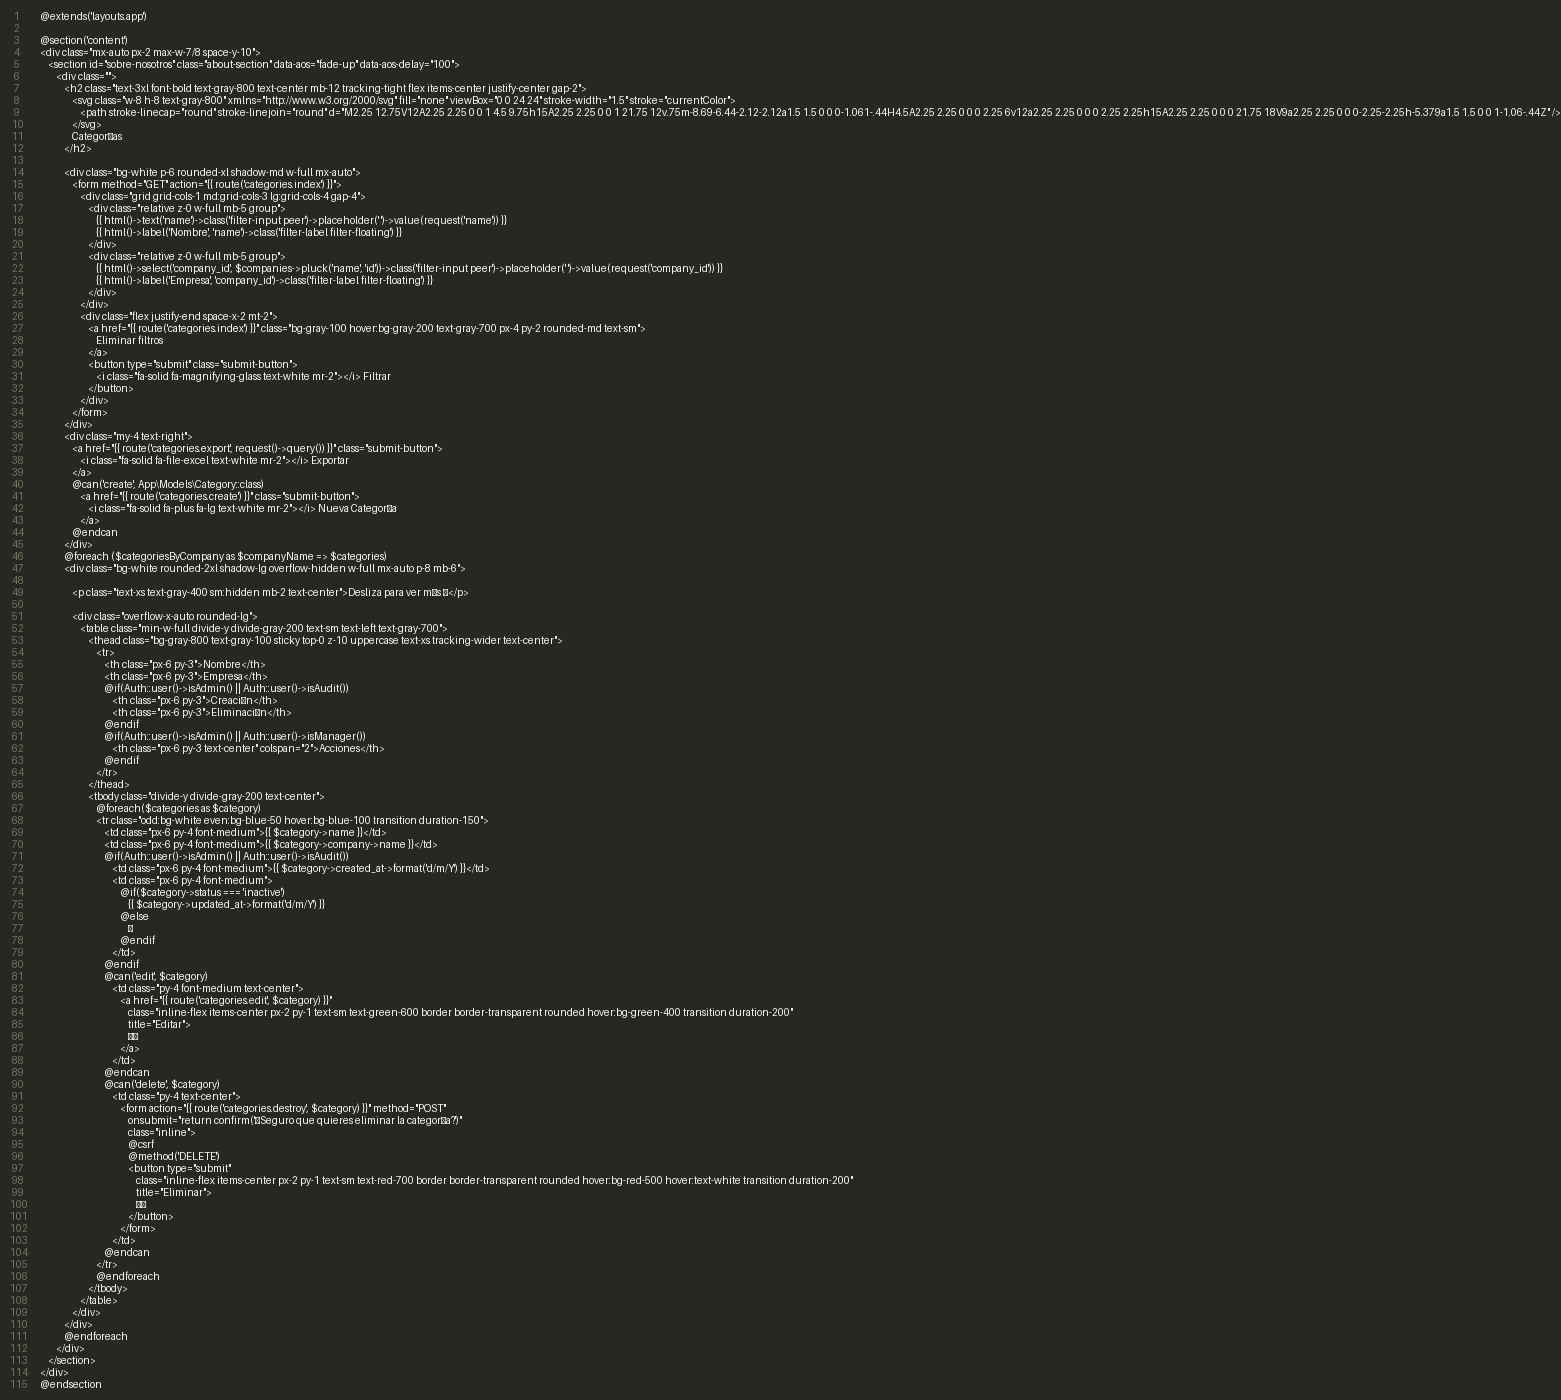 1 @extends('layouts.app')
2
3 @section('content')
4 <div class="mx-auto px-2 max-w-7/8 space-y-10">
5 <section id="sobre-nosotros" class="about-section" data-aos="fade-up" data-aos-delay="100">
6 <div class="">
7 <h2 class="text-3xl font-bold text-gray-800 text-center mb-12 tracking-tight flex items-center justify-center gap-2">
8 <svg class="w-8 h-8 text-gray-800" xmlns="http://www.w3.org/2000/svg" fill="none" viewBox="0 0 24 24" stroke-width="1.5" stroke="currentColor">
9 <path stroke-linecap="round" stroke-linejoin="round" d="M2.25 12.75V12A2.25 2.25 0 0 1 4.5 9.75h15A2.25 2.25 0 0 1 21.75 12v.75m-8.69-6.44-2.12-2.12a1.5 1.5 0 0 0-1.061-.44H4.5A2.25 2.25 0 0 0 2.25 6v12a2.25 2.25 0 0 0 2.25 2.25h15A2.25 2.25 0 0 0 21.75 18V9a2.25 2.25 0 0 0-2.25-2.25h-5.379a1.5 1.5 0 0 1-1.06-.44Z" />
10 </svg>
11 Categor▯as
12 </h2>
13
14 <div class="bg-white p-6 rounded-xl shadow-md w-full mx-auto">
15 <form method="GET" action="{{ route('categories.index') }}">
16 <div class="grid grid-cols-1 md:grid-cols-3 lg:grid-cols-4 gap-4">
17 <div class="relative z-0 w-full mb-5 group">
18 {{ html()->text('name')->class('filter-input peer')->placeholder(' ')->value(request('name')) }}
19 {{ html()->label('Nombre', 'name')->class('filter-label filter-floating') }}
20 </div>
21 <div class="relative z-0 w-full mb-5 group">
22 {{ html()->select('company_id', $companies->pluck('name', 'id'))->class('filter-input peer')->placeholder(' ')->value(request('company_id')) }}
23 {{ html()->label('Empresa', 'company_id')->class('filter-label filter-floating') }}
24 </div>
25 </div>
26 <div class="flex justify-end space-x-2 mt-2">
27 <a href="{{ route('categories.index') }}" class="bg-gray-100 hover:bg-gray-200 text-gray-700 px-4 py-2 rounded-md text-sm">
28 Eliminar filtros
29 </a>
30 <button type="submit" class="submit-button">
31 <i class="fa-solid fa-magnifying-glass text-white mr-2"></i> Filtrar
32 </button>
33 </div>
34 </form>
35 </div>
36 <div class="my-4 text-right">
37 <a href="{{ route('categories.export', request()->query()) }}" class="submit-button">
38 <i class="fa-solid fa-file-excel text-white mr-2"></i> Exportar
39 </a>
40 @can('create', App\Models\Category::class)
41 <a href="{{ route('categories.create') }}" class="submit-button">
42 <i class="fa-solid fa-plus fa-lg text-white mr-2"></i> Nueva Categor▯a
43 </a>
44 @endcan
45 </div>
46 @foreach ($categoriesByCompany as $companyName => $categories)
47 <div class="bg-white rounded-2xl shadow-lg overflow-hidden w-full mx-auto p-8 mb-6">
48
49 <p class="text-xs text-gray-400 sm:hidden mb-2 text-center">Desliza para ver m▯s ▯</p>
50
51 <div class="overflow-x-auto rounded-lg">
52 <table class="min-w-full divide-y divide-gray-200 text-sm text-left text-gray-700">
53 <thead class="bg-gray-800 text-gray-100 sticky top-0 z-10 uppercase text-xs tracking-wider text-center">
54 <tr>
55 <th class="px-6 py-3">Nombre</th>
56 <th class="px-6 py-3">Empresa</th>
57 @if(Auth::user()->isAdmin() || Auth::user()->isAudit())
58 <th class="px-6 py-3">Creaci▯n</th>
59 <th class="px-6 py-3">Eliminaci▯n</th>
60 @endif
61 @if(Auth::user()->isAdmin() || Auth::user()->isManager())
62 <th class="px-6 py-3 text-center" colspan="2">Acciones</th>
63 @endif
64 </tr>
65 </thead>
66 <tbody class="divide-y divide-gray-200 text-center">
67 @foreach($categories as $category)
68 <tr class="odd:bg-white even:bg-blue-50 hover:bg-blue-100 transition duration-150">
69 <td class="px-6 py-4 font-medium">{{ $category->name }}</td>
70 <td class="px-6 py-4 font-medium">{{ $category->company->name }}</td>
71 @if(Auth::user()->isAdmin() || Auth::user()->isAudit())
72 <td class="px-6 py-4 font-medium">{{ $category->created_at->format('d/m/Y') }}</td>
73 <td class="px-6 py-4 font-medium">
74 @if($category->status === 'inactive')
75 {{ $category->updated_at->format('d/m/Y') }}
76 @else
77 ▯
78 @endif
79 </td>
80 @endif
81 @can('edit', $category)
82 <td class="py-4 font-medium text-center">
83 <a href="{{ route('categories.edit', $category) }}"
84 class="inline-flex items-center px-2 py-1 text-sm text-green-600 border border-transparent rounded hover:bg-green-400 transition duration-200"
85 title="Editar">
86 ▯▯
87 </a>
88 </td>
89 @endcan
90 @can('delete', $category)
91 <td class="py-4 text-center">
92 <form action="{{ route('categories.destroy', $category) }}" method="POST"
93 onsubmit="return confirm('▯Seguro que quieres eliminar la categor▯a?')"
94 class="inline">
95 @csrf
96 @method('DELETE')
97 <button type="submit"
98 class="inline-flex items-center px-2 py-1 text-sm text-red-700 border border-transparent rounded hover:bg-red-500 hover:text-white transition duration-200"
99 title="Eliminar">
100 ▯▯
101 </button>
102 </form>
103 </td>
104 @endcan
105 </tr>
106 @endforeach
107 </tbody>
108 </table>
109 </div>
110 </div>
111 @endforeach
112 </div>
113 </section>
114 </div>
115 @endsection